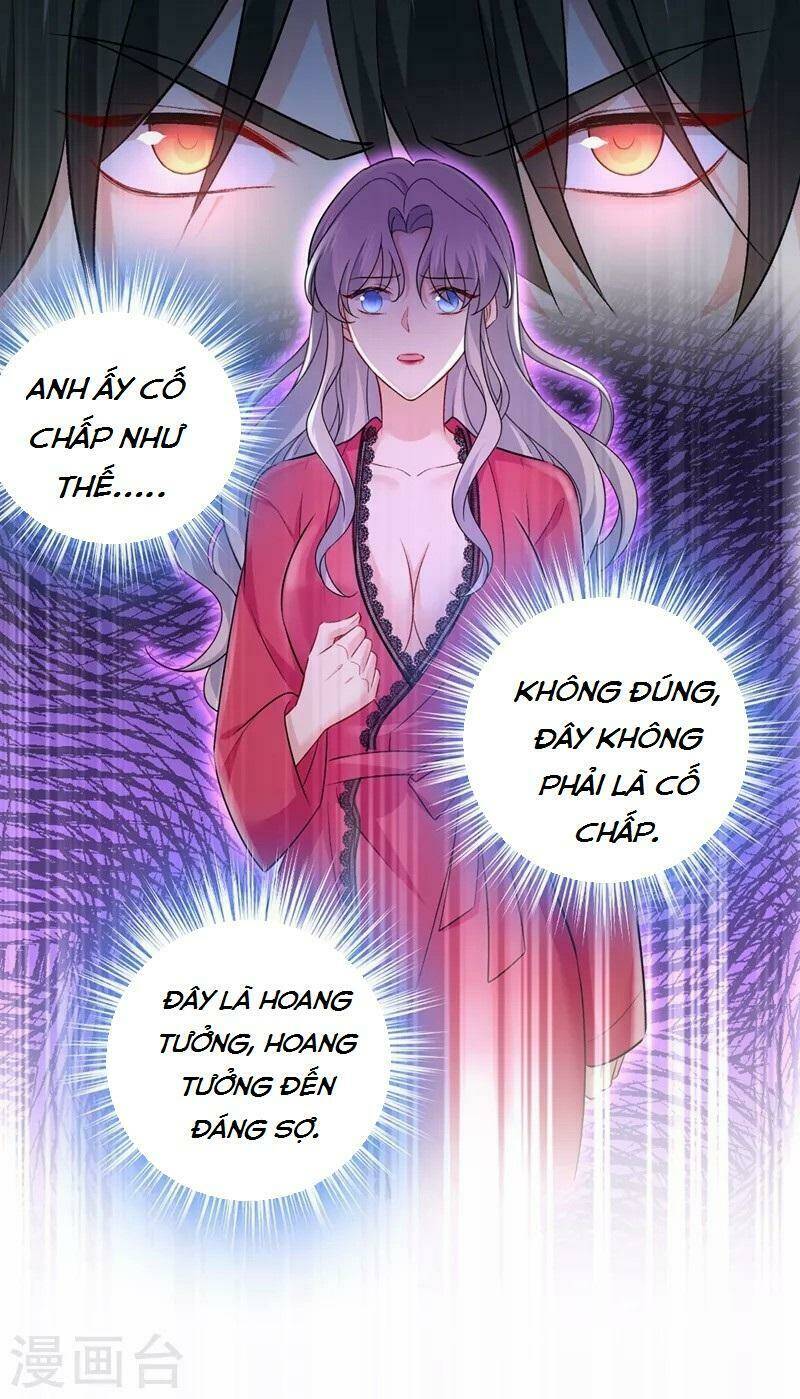 ANH ẤY CỐ
CHẤP NHƯ
THẾ.....
KHÔNG ĐÚNG,
ĐÂY KHÔNG
PHẢI LÀ CỐ
CHẤP.
ĐÂY LÀ HOANG
TƯỞNG, HOANG
TƯỞNG ĐẾN
ĐÁNG SỢ.
漫画台